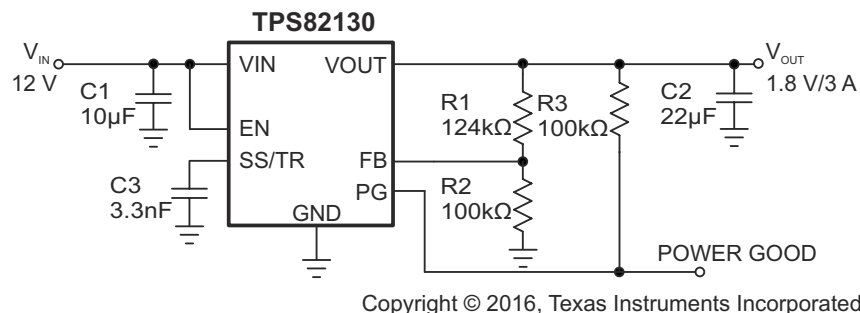 TPS82130
VIN
12 V
C1
10µF
VIN
VOUT
EN
SS/TR
FB
PG
GND
C3
3.3nF
R1
124kΩ
R3
100kΩ
R2
100kΩ
C2
22µF
VOUT
1.8 V/3 A
POWER GOOD
Copyright © 2016, Texas Instruments Incorporated